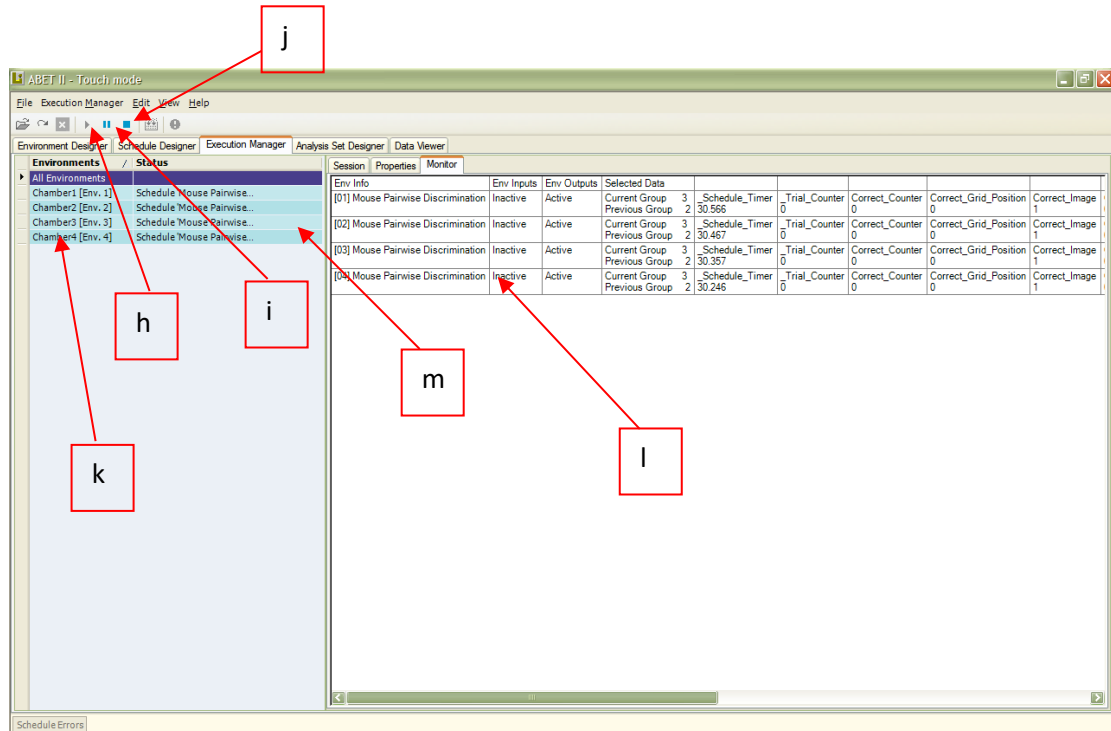 j
ABET II - Touch mode
File Execution Manager Edit View Help
Environment Designer Schedule Designer Execution Manager Analysis Set Designer Data Viewer
Environments / Status
All Environments
Chamber1 [Env. 1] Schedule 'Mouse Pairwise...
Chamber2 [Env. 2] Schedule 'Mouse Pairwise...
Chamber3 [Env. 3] Schedule 'Mouse Pairwise...
Chamber4 [Env. 4] Schedule 'Mouse Pairwise...
Session Properties Monitor
Env Info Env Inputs Env Outputs Selected Data
[01] Mouse Pairwise Discrimination Inactive Active Current Group 3 _Schedule_Timer _Trial_Counter Correct_Counter Correct_Grid_Position Correct_Image
Previous Group 2 30.566 0 0 0 1
[02] Mouse Pairwise Discrimination Inactive Active Current Group 3 _Schedule_Timer _Trial_Counter Correct_Counter Correct_Grid_Position Correct_Image
Previous Group 2 30.467 0 0 0 1
[03] Mouse Pairwise Discrimination Inactive Active Current Group 3 _Schedule_Timer _Trial_Counter Correct_Counter Correct_Grid_Position Correct_Image
Previous Group 2 30.357 0 0 0 1
[04] Mouse Pairwise Discrimination Inactive Active Current Group 3 _Schedule_Timer _Trial_Counter Correct_Counter Correct_Grid_Position Correct_Image
Previous Group 2 30.246 0 0 0 1
h
i
m
k
l
Schedule Errors